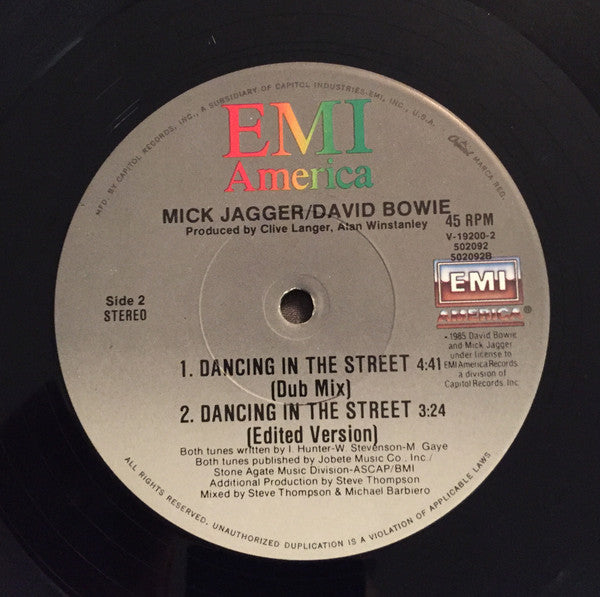 MFD. BY CAPITOL RECORDS, INC., A SUBSIDIARY OF CAPITOL INDUSTRIES-EMI, INC., U.S.A.
Capitol MARCA REG.
EMI
America
MICK JAGGER/DAVID BOWIE
Produced by Clive Langer, Alan Winstanley
45 RPM
V-19200-2
502092
502092B
Side 2
STEREO
EMI
AMERICA®
1985 David Bowie
and Mick Jagger
under license to
EMI America Records,
a division of
Capitol Records, Inc.
1. DANCING IN THE STREET 4:41
(Dub Mix)
2. DANCING IN THE STREET 3:24
(Edited Version)
Both tunes written by I. Hunter-W. Stevenson-M. Gaye
Both tunes published by Jobete Music Co., Inc./
Stone Agate Music Division-ASCAP/BMI
Additional Production by Steve Thompson
Mixed by Steve Thompson & Michael Barbiero
ALL RIGHTS RESERVED. UNAUTHORIZED DUPLICATION IS A VIOLATION OF APPLICABLE LAWS